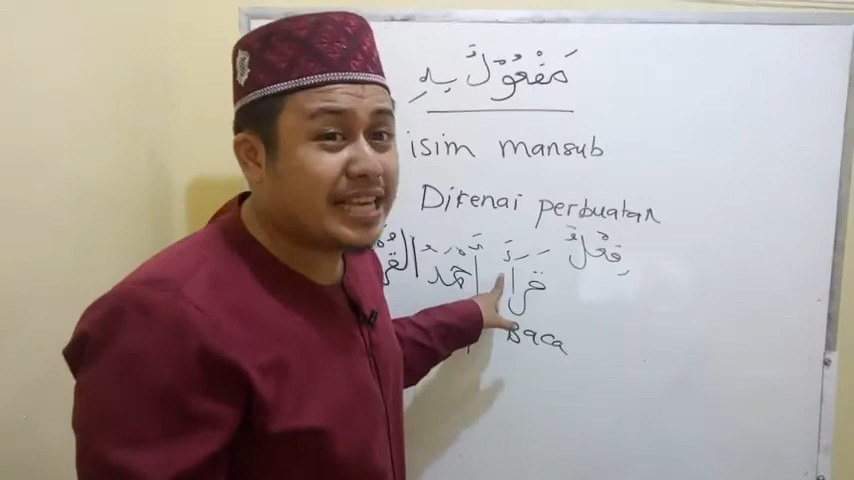 مَفْعُوْلٌ بِهِ
isim mansub
Dikenai perbuatan
فِعْلٌ قَرَأَ أَحْمَدُ
Baca